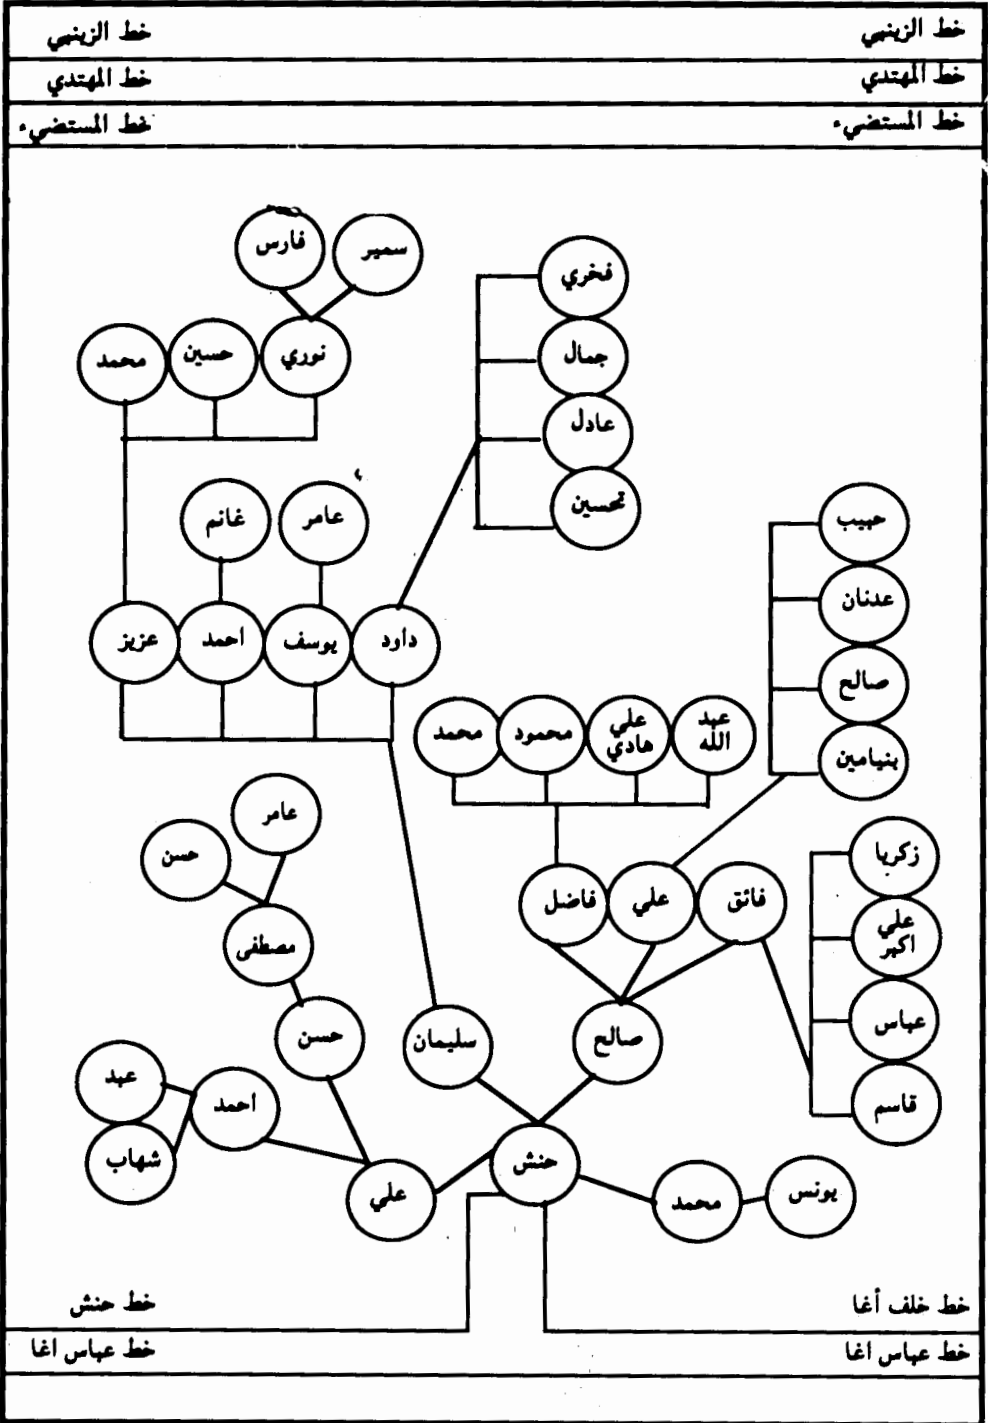 خط الزينبي
خط الزينبي
خط المهتدي
خط المهتدي
خط المستضيء
خط المستضيء
سمير
فارس
فخري
نوري
حسين
محمد
جمال
عادل
تحسين
عامر
غانم
حبيب
عدنان
صالح
بنيامين
داود
يوسف
احمد
عزيز
عبد
الله
علي
هادي
محمود
محمد
عامر
حسن
زكريا
علي
اكبر
عباس
قاسم
فائق
علي
فاضل
مصطفى
صالح
سليمان
حسن
عبد
احمد
شهاب
حنش
علي
محمد
يونس
خط خلف أغا
خط حنش
خط عباس اغا
خط عباس اغا